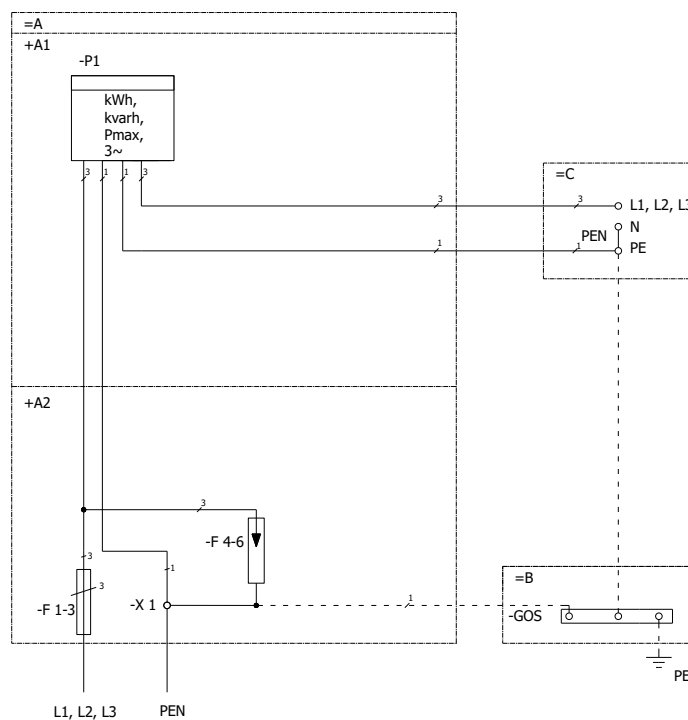 =A
+A1
-P1
kWh,
kvarh,
Pmax,
3~
3
1
1
3
3
3
=C
L1, L2, L3
N
PEN
PE
1
1
+A2
3
-F 4-6
3
1
3
-F 1-3
-X 1
1
=B
-GOS
PE
L1, L2, L3
PEN